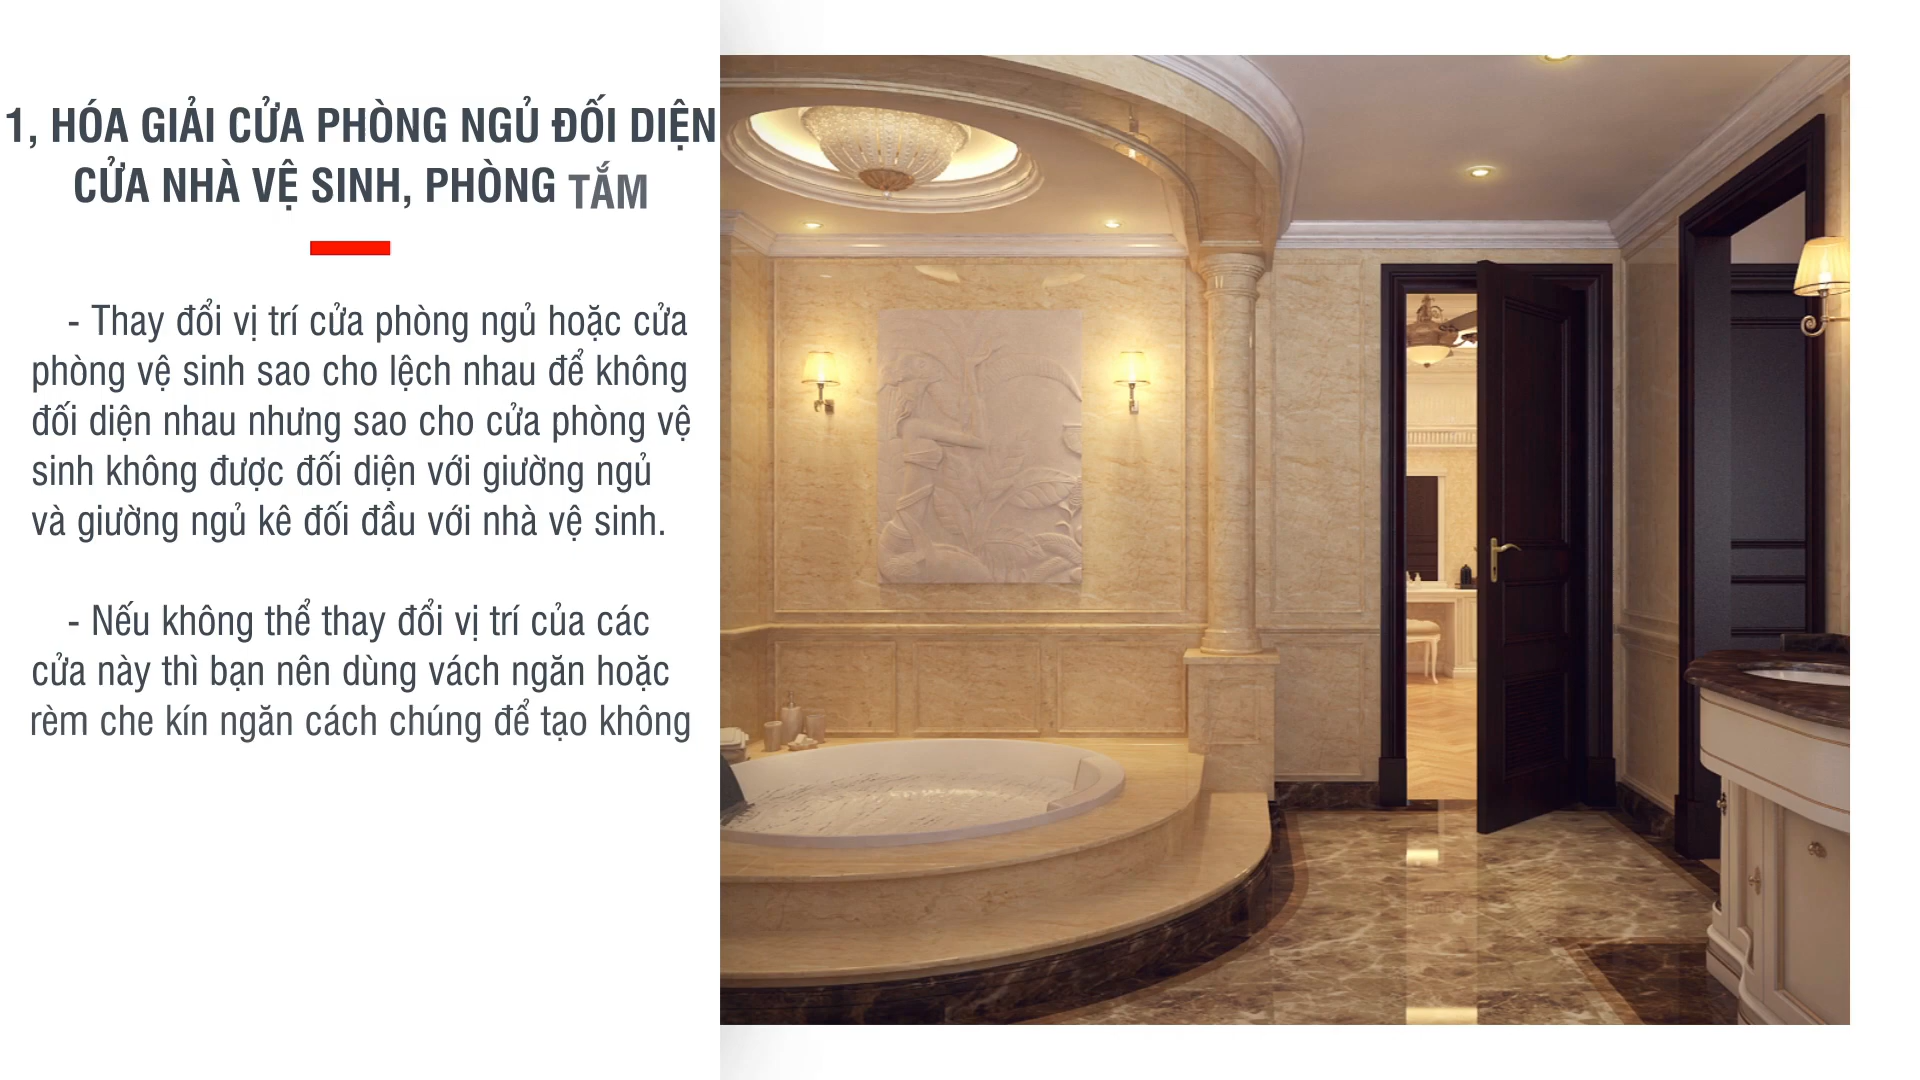 1, HÓA GIẢI CỬA PHÒNG NGỦ ĐỐI DIỆN
CỬA NHÀ VỆ SINH, PHÒNG TẮM
- Thay đổi vị trí cửa phòng ngủ hoặc cửa
phòng vệ sinh sao cho lệch nhau để không
đối diện nhau nhưng sao cho cửa phòng vệ
sinh không được đối diện với giường ngủ
và giường ngủ kê đối đầu với nhà vệ sinh.
- Nếu không thể thay đổi vị trí của các
cửa này thì bạn nên dùng vách ngăn hoặc
rèm che kín ngăn cách chúng để tạo không